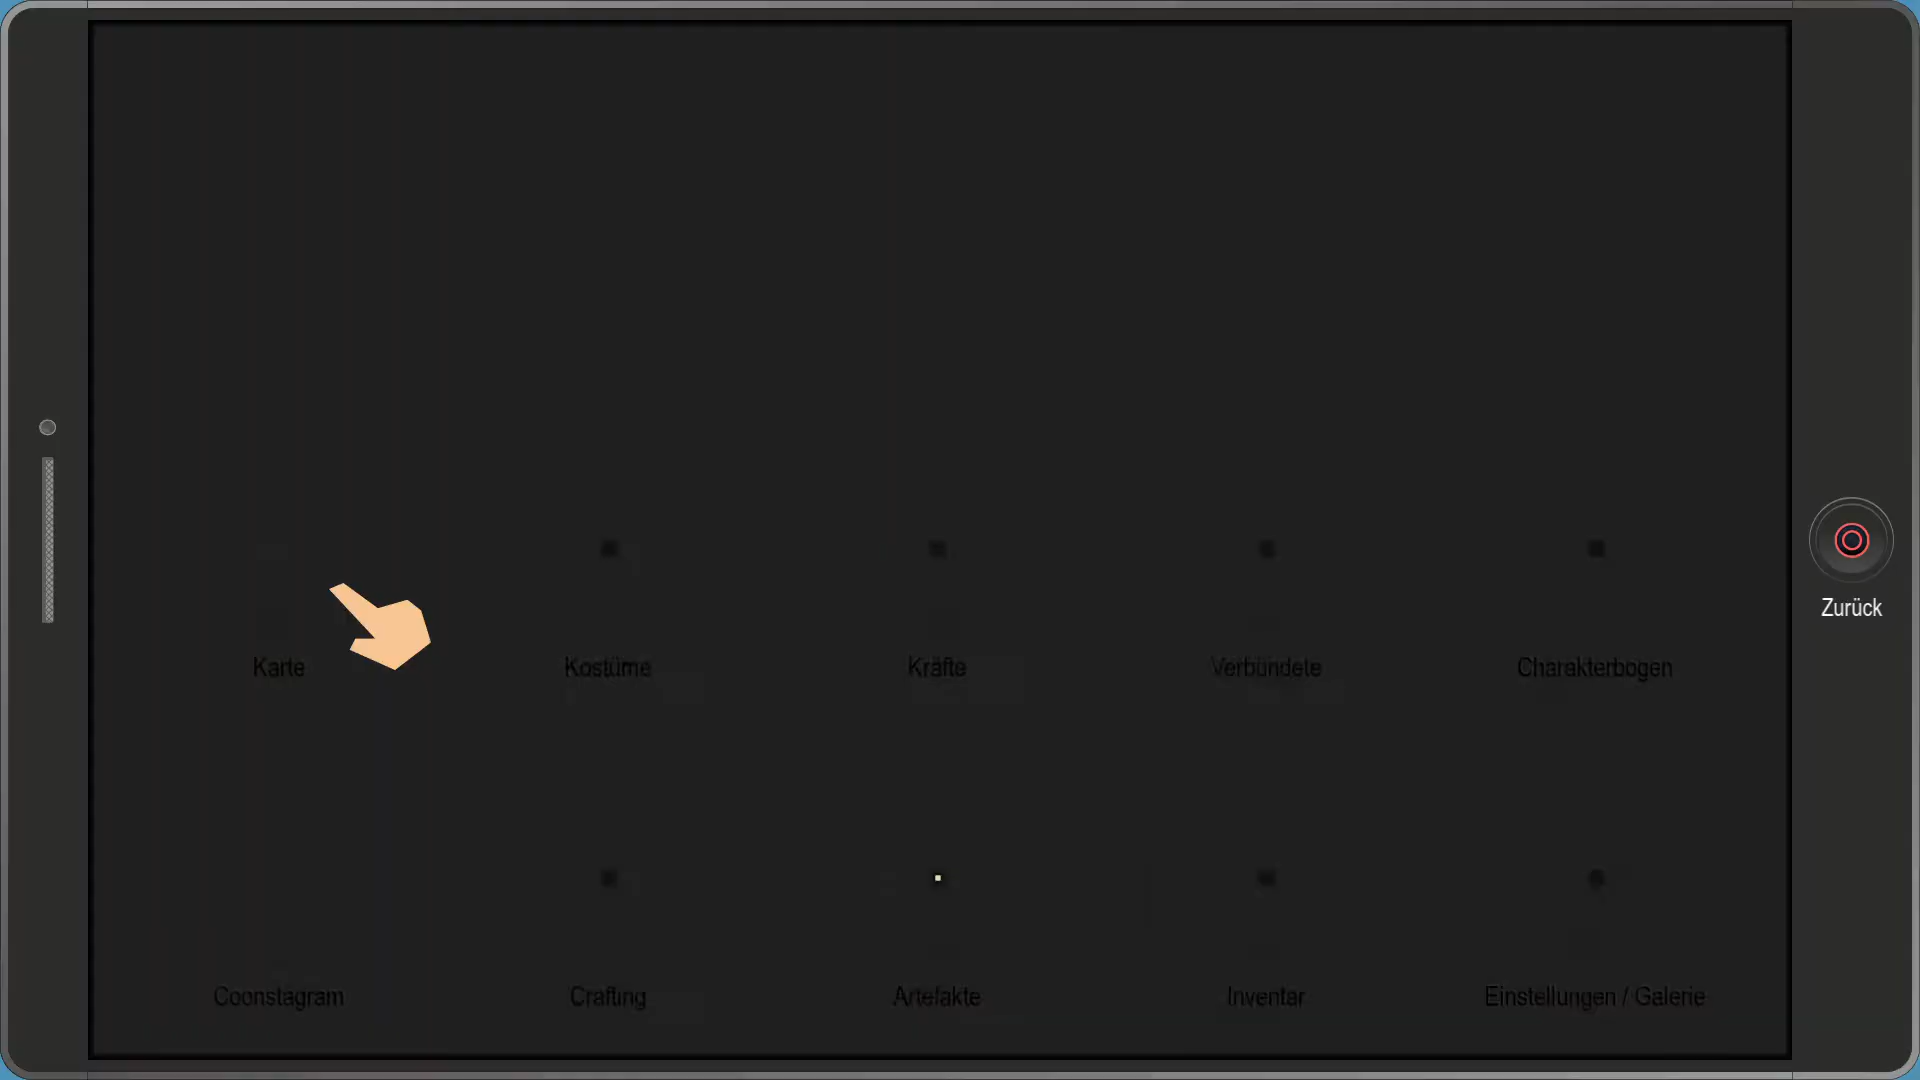 Zurück
Karte
Kostüme
Kräfte
Verbündete
Charakterbogen
Coonstagram
Crafting
Artefakte
Inventar
Einstellungen / Galerie